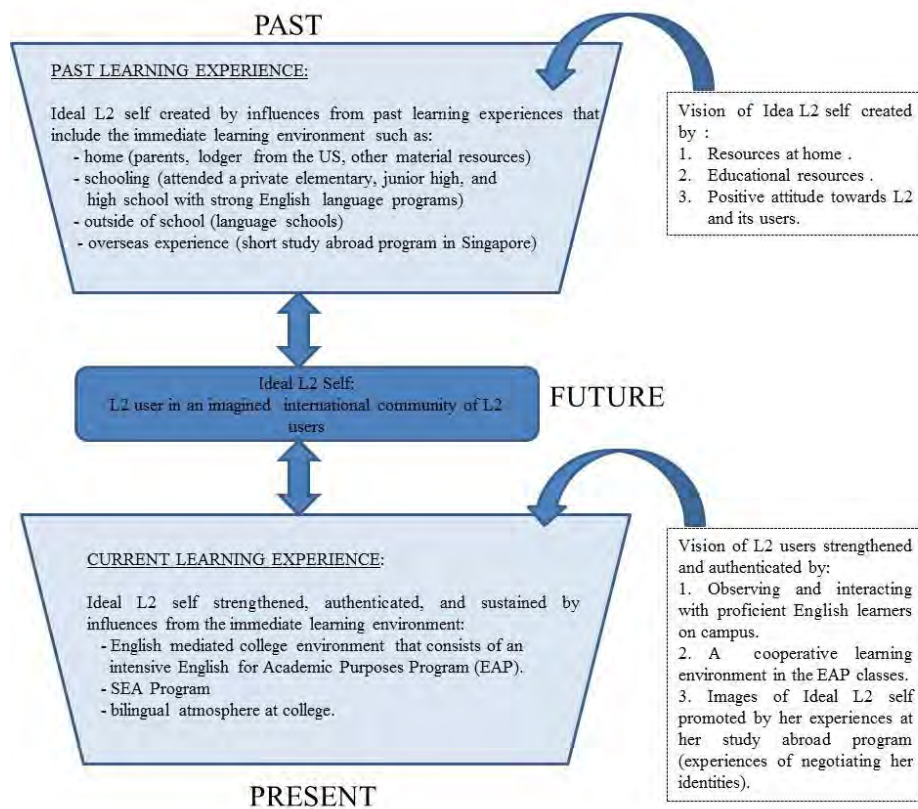 PAST
PAST LEARNING EXPERIENCE:
Ideal L2 self created by influences from past learning experiences that
include the immediate learning environment such as:
- home (parents, lodger from the US, other material resources)
- schooling (attended a private elementary, junior high, and
high school with strong English language programs)
- outside of school (language schools)
- overseas experience (short study abroad program in Singapore)
Vision of Idea L2 self created
by :
1. Resources at home .
2. Educational resources .
3. Positive attitude towards L2
and its users.
Ideal L2 Self:
L2 user in an imagined international community of L2
users
FUTURE
CURRENT LEARNING EXPERIENCE:
Ideal L2 self strengthened, authenticated, and sustained by
influences from the immediate learning environment:
- English mediated college environment that consists of an
intensive English for Academic Purposes Program (EAP).
- SEA Program
- bilingual atmosphere at college.
Vision of L2 users strengthened
and authenticated by:
1. Observing and interacting
with proficient English learners
on campus.
2. A cooperative learning
environment in the EAP classes.
3. Images of Ideal L2 self
promoted by her experiences at
her study abroad program
(experiences of negotiating her
identities).
PRESENT